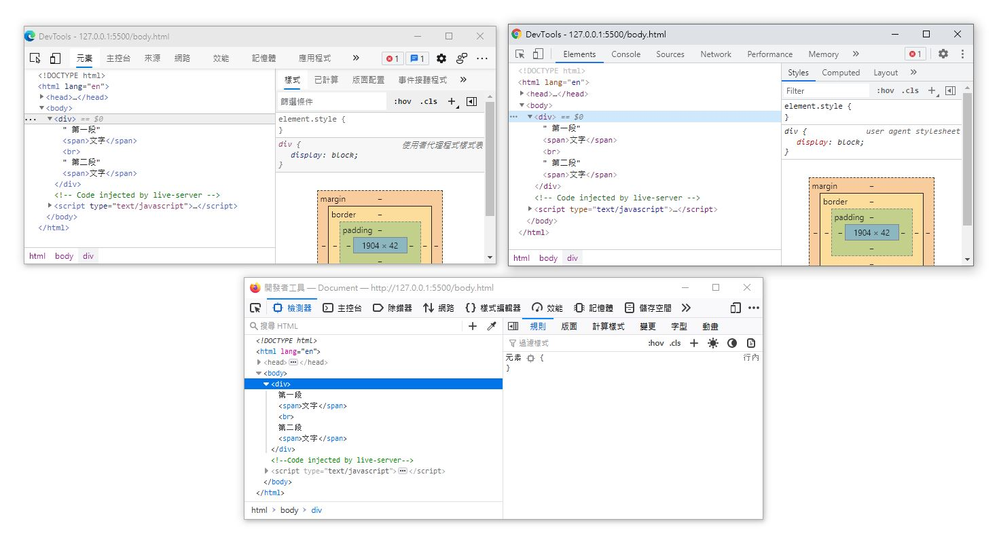 DevTools - 127.0.0.1:5500/body.html
元素 主控台 來源 網路 效能 記憶體 應用程式 » 1 1 ...
<!DOCTYPE html>
<html lang="en">
<head>…</head>
<body>
... <div> == $0
" 第一段"
<span>文字</span>
<br>
" 第二段"
<span>文字</span>
</div>
<!-- Code injected by live-server -->
<script type="text/javascript">…</script>
</body>
</html>
html body div
樣式 已計算 版面配置 事件接聽程式 »
篩選條件 :hov .cls +
element.style {
}
div { 使用者代理程式樣式表
display: block;
}
margin –
border –
padding –
– – – 1904 × 42 – – –
–
DevTools - 127.0.0.1:5500/body.html
Elements Console Sources Network Performance Memory » 1
<!DOCTYPE html>
<html lang="en">
<head>…</head>
<body>
... <div> == $0
" 第一段"
<span>文字</span>
<br>
" 第二段"
<span>文字</span>
</div>
<!-- Code injected by live-server -->
<script type="text/javascript">…</script>
</body>
</html>
html body div
Styles Computed Layout »
Filter :hov .cls +
element.style {
}
div { user agent stylesheet
display: block;
}
margin –
border –
padding –
– – – 1904 × 42 – – –
–
開發者工具 — Document — http://127.0.0.1:5500/body.html
檢測器 主控台 除錯器 網路 樣式編輯器 效能 記憶體 儲存空間 » ...
搜尋 HTML +
<!DOCTYPE html>
<html lang="en">
<head> ... </head>
<body>
<div>
第一段
<span>文字</span>
<br>
第二段
<span>文字</span>
</div>
<!--Code injected by live-server-->
<script type="text/javascript"> ... </script>
</body>
</html>
html > body > div
規則 版面 計算樣式 變更 字型 動畫
過濾樣式 :hov .cls +
元素 { 行內
}